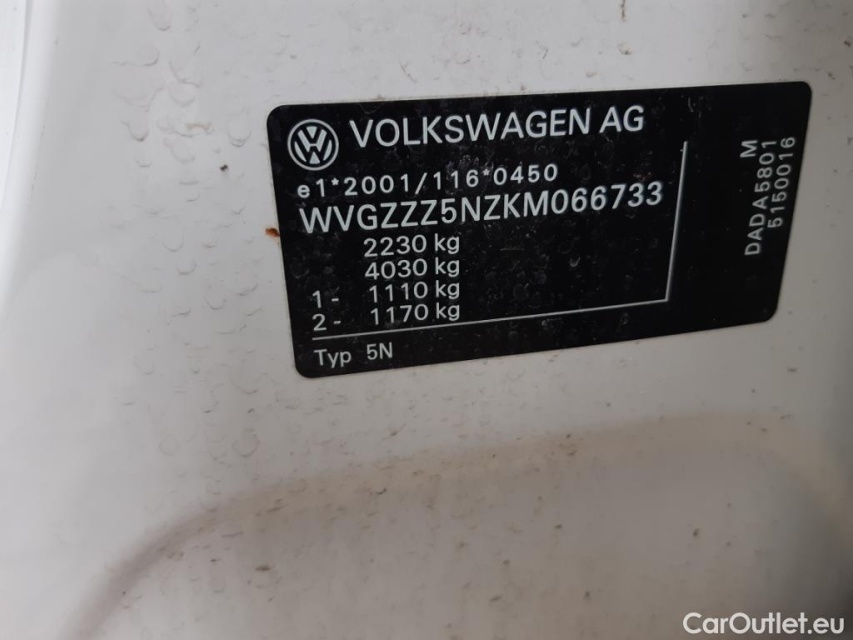 VOLKSWAGEN AG
e1*2001/116*0450
WVGZZZ5NZKM066733
2230 kg
4030 kg
1 - 1110 kg
2 - 1170 kg
Typ 5N
M
DADA5801
5150016
CarOutlet.eu